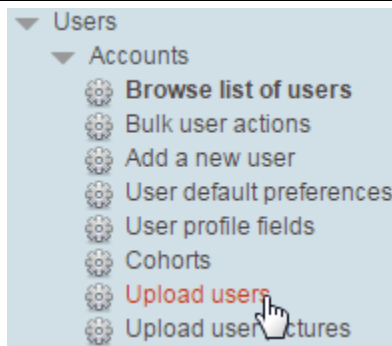 Users
Accounts
Browse list of users
Bulk user actions
Add a new user
User default preferences
User profile fields
Cohorts
Upload users
Upload user pictures